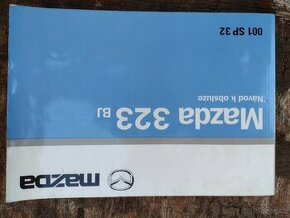 mazda
Mazda 323 BJ
Návod k obsluze
001 SP 32